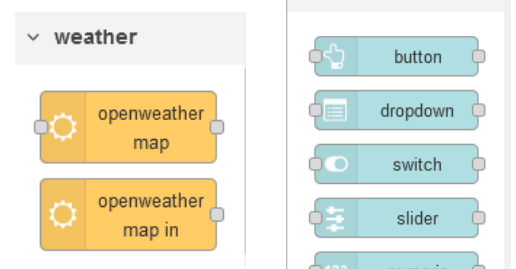 weather
openweather
map
openweather
map in
button
dropdown
switch
slider